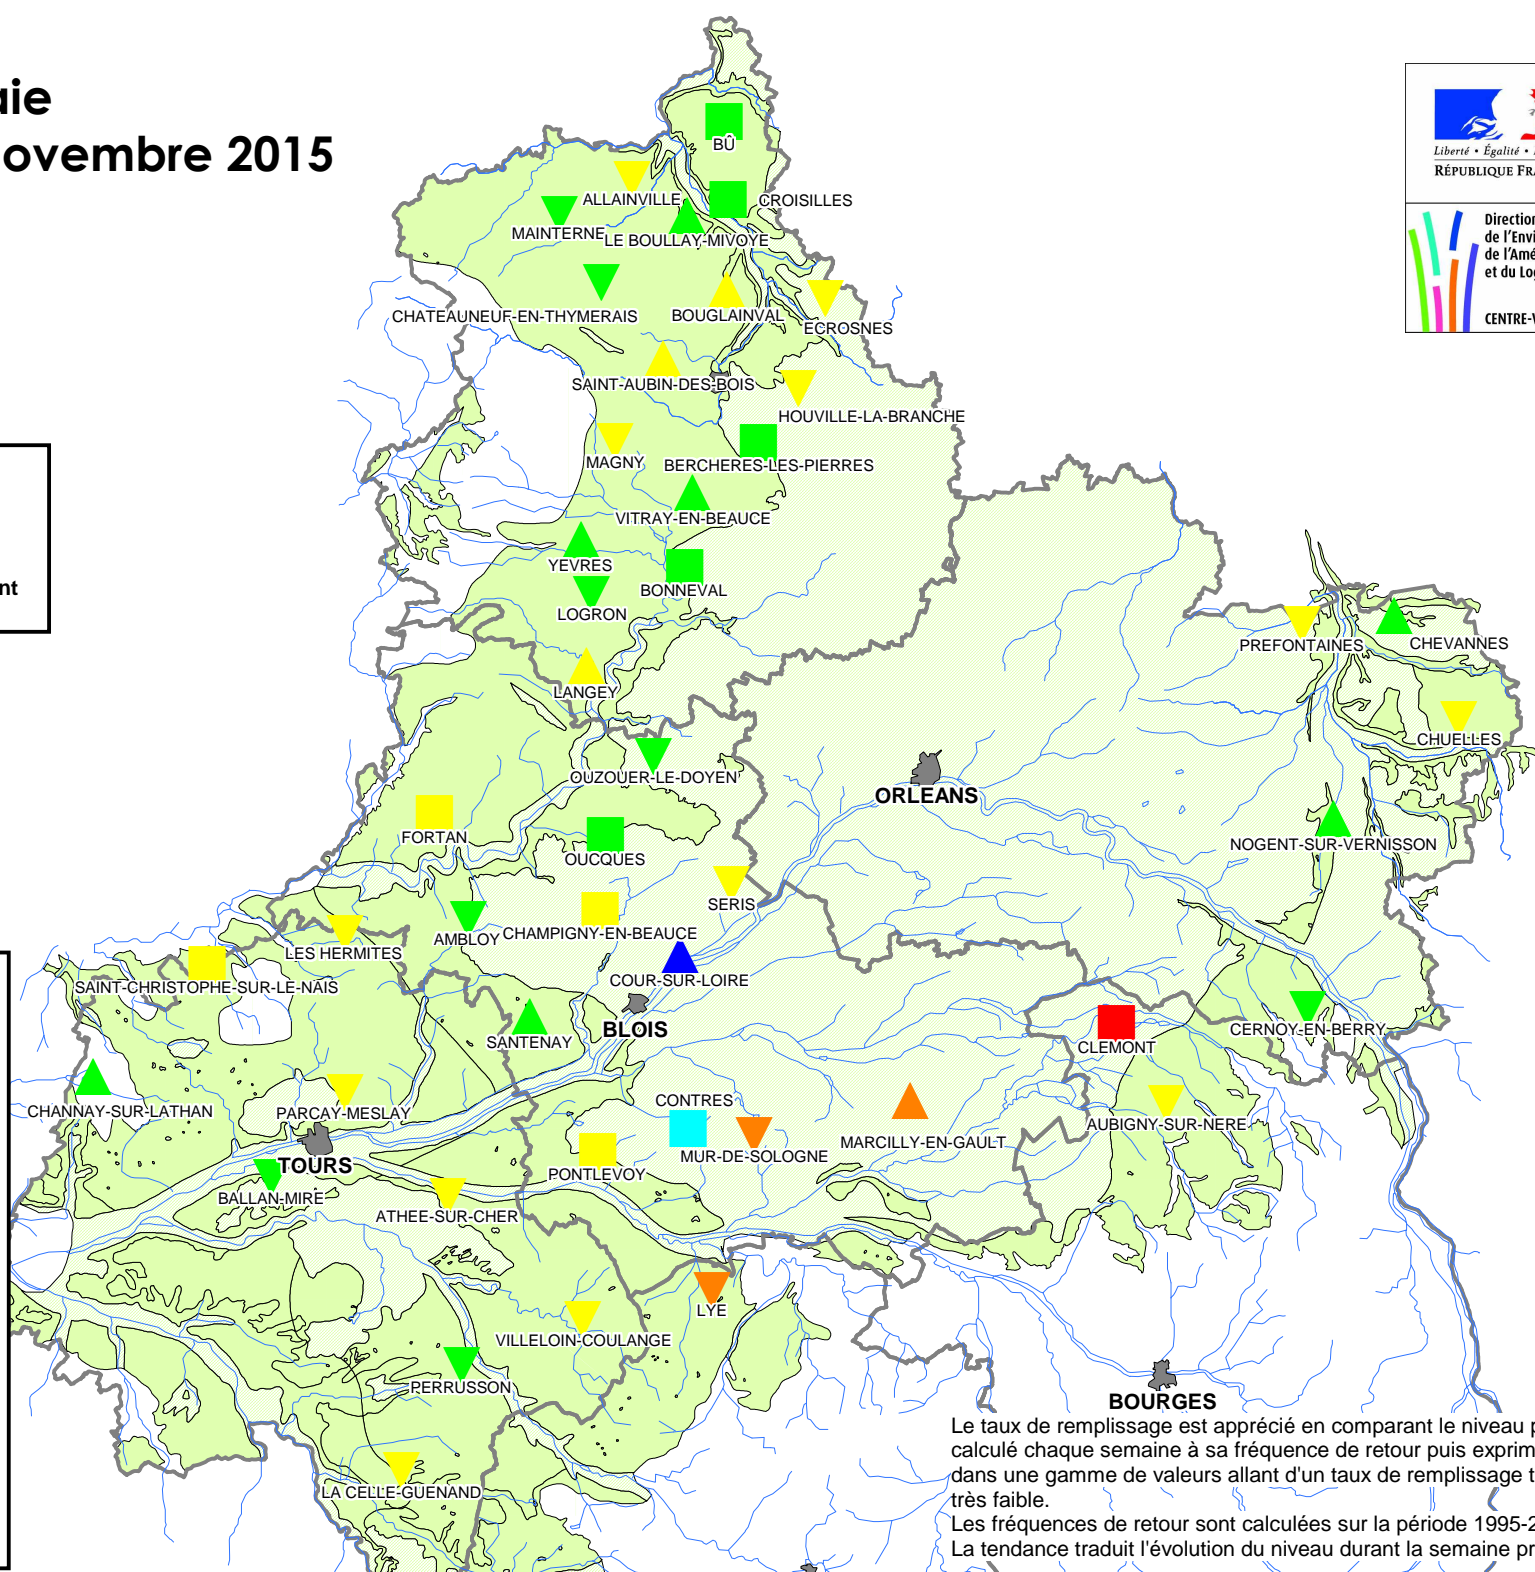 aie
ovembre 2015
Liberté • Égalité •
RÉPUBLIQUE FRA
Direction
de l'Envi
de l'Amé
et du Log
CENTRE-V
nt
BÛ
ALLAINVILLE
CROISILLES
MAINTERNE
LE BOULLAY-MIVOYE
CHATEAUNEUF-EN-THYMERAIS
BOUGLAINVAL
ECROSNES
SAINT-AUBIN-DES-BOIS
HOUVILLE-LA-BRANCHE
MAGNY
BERCHERES-LES-PIERRES
VITRAY-EN-BEAUCE
YEVRES
BONNEVAL
LOGRON
PREFONTAINES
CHEVANNES
LANGEY
CHUELLES
OUZOUER-LE-DOYEN
ORLEANS
FORTAN
OUCQUES
NOGENT-SUR-VERNISSON
SERIS
AMBLOY
CHAMPIGNY-EN-BEAUCE
LES HERMITES
COUR-SUR-LOIRE
SAINT-CHRISTOPHE-SUR-LE-NAIS
BLOIS
SANTENAY
CERNOY-EN-BERRY
CLEMONT
CONTRES
CHANNAY-SUR-LATHAN
PARCAY-MESLAY
AUBIGNY-SUR-NERE
MARCILLY-EN-GAULT
MUR-DE-SOLOGNE
TOURS
PONTLEVOY
BALLAN-MIRE
ATHEE-SUR-CHER
LYE
VILLELOIN-COULANGE
PERRUSSON
BOURGES
LA CELLE-GUENAND
Le taux de remplissage est apprécié en comparant le niveau p
calculé chaque semaine à sa fréquence de retour puis exprim
dans une gamme de valeurs allant d'un taux de remplissage t
très faible.
Les fréquences de retour sont calculées sur la période 1995-2
La tendance traduit l'évolution du niveau durant la semaine pr